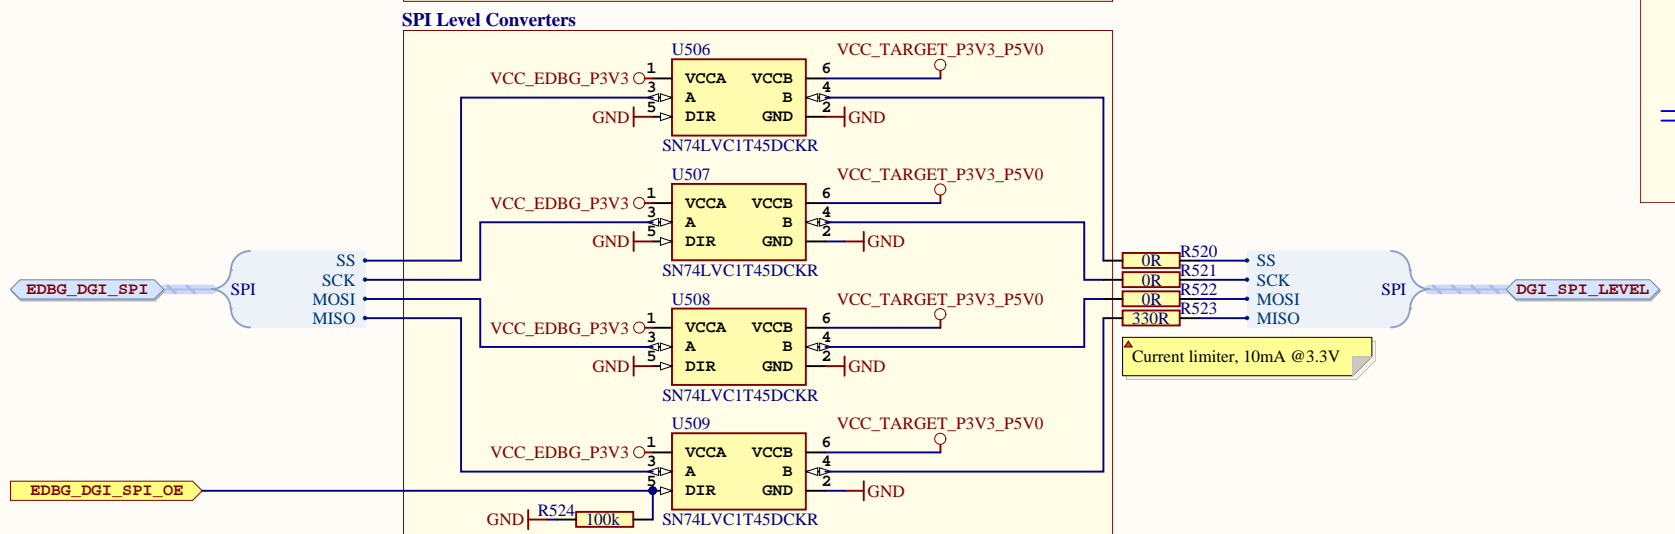 SPI Level Converters
U506
VCC_TARGET_P3V3_P5V0
VCC_EDBG_P3V3 1 VCCA VCCB 6
3 A B 4
GND 5 DIR GND 2 GND
SN74LVC1T45DCKR
U507
VCC_TARGET_P3V3_P5V0
VCC_EDBG_P3V3 1 VCCA VCCB 6
3 A B 4
GND 5 DIR GND 2 GND
SN74LVC1T45DCKR
U508
VCC_TARGET_P3V3_P5V0
VCC_EDBG_P3V3 1 VCCA VCCB 6
3 A B 4
GND 5 DIR GND 2 GND
SN74LVC1T45DCKR
U509
VCC_TARGET_P3V3_P5V0
VCC_EDBG_P3V3 1 VCCA VCCB 6
3 A B 4
5 DIR GND 2 GND
SN74LVC1T45DCKR
EDBG_DGI_SPI
SPI
SS
SCK
MOSI
MISO
EDBG_DGI_SPI_OE
GND R524 100k
0R R520 SS
0R R521 SCK
0R R522 MOSI
330R R523 MISO
SPI
DGI_SPI_LEVEL
Current limiter, 10mA @3.3V